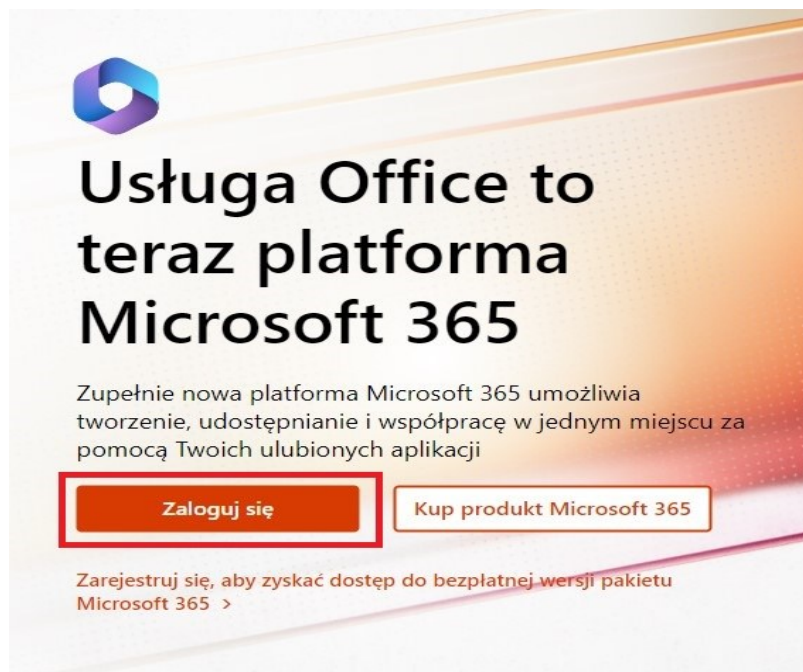 Usługa Office to
teraz platforma
Microsoft 365
Zupełnie nowa platforma Microsoft 365 umożliwia
tworzenie, udostępnianie i współpracę w jednym miejscu za
pomocą Twoich ulubionych aplikacji
Zaloguj się
Kup produkt Microsoft 365
Zarejestruj się, aby zyskać dostęp do bezpłatnej wersji pakietu
Microsoft 365 >